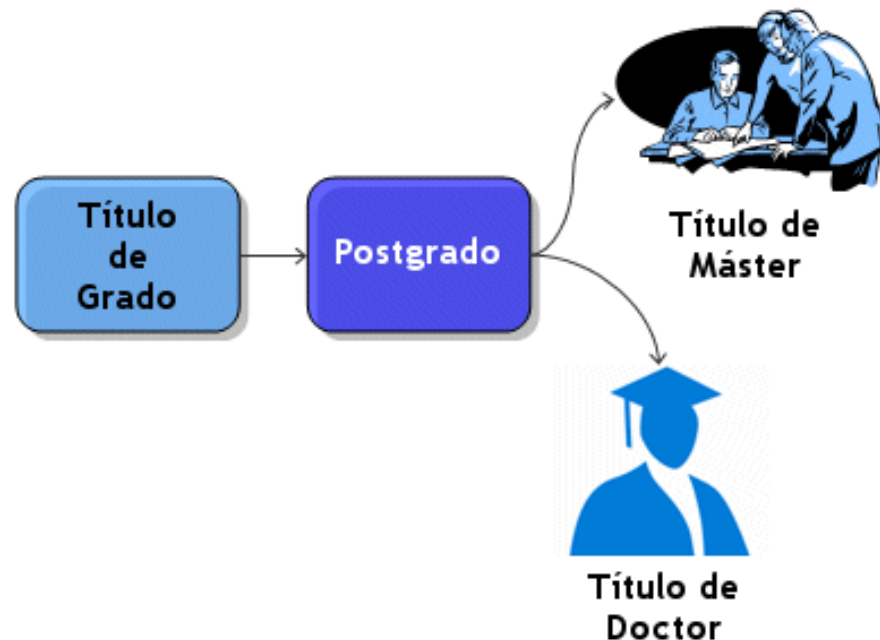 Título
de
Grado
Postgrado
Título de
Máster
Título de
Doctor